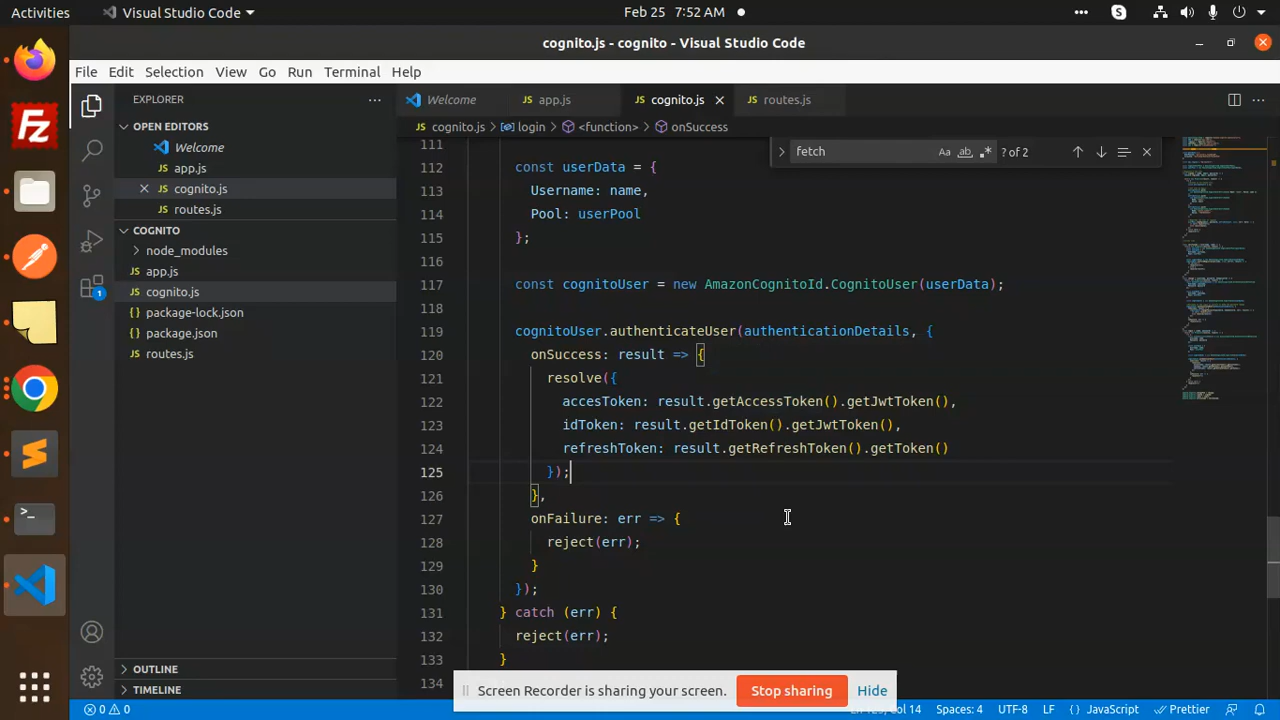 Activities
Visual Studio Code
Feb 25 7:52 AM
cognito.js - cognito - Visual Studio Code
File Edit Selection View Go Run Terminal Help
EXPLORER
OPEN EDITORS
Welcome
app.js
cognito.js
routes.js
COGNITO
node_modules
app.js
cognito.js
package-lock.json
package.json
routes.js
OUTLINE
TIMELINE
1
Welcome app.js cognito.js routes.js
cognito.js › login › <function> › onSuccess
fetch Aa ab ? of 2
111
112 const userData = {
113 Username: name,
114 Pool: userPool
115 };
116
117 const cognitoUser = new AmazonCognitoId.CognitoUser(userData);
118
119 cognitoUser.authenticateUser(authenticationDetails, {
120 onSuccess: result => {
121 resolve({
122 accesToken: result.getAccessToken().getJwtToken(),
123 idToken: result.getIdToken().getJwtToken(),
124 refreshToken: result.getRefreshToken().getToken()
125 });
126 },
127 onFailure: err => {
128 reject(err);
129 }
130 });
131 } catch (err) {
132 reject(err);
133 }
134
Screen Recorder is sharing your screen. Stop sharing Hide
0 0
Col 14 Spaces: 4 UTF-8 LF {} JavaScript Prettier